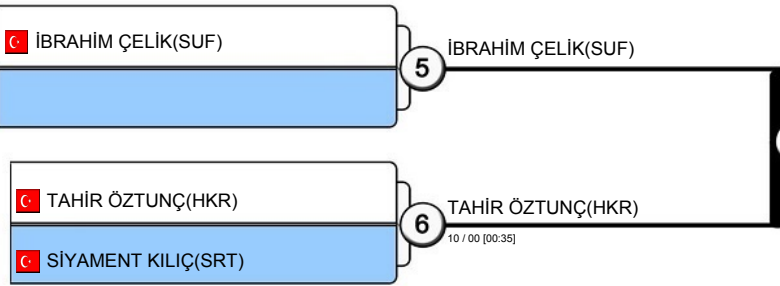 İBRAHİM ÇELİK(SUF)
5
İBRAHİM ÇELİK(SUF)
TAHİR ÖZTUNÇ(HKR)
6
TAHİR ÖZTUNÇ(HKR)
10 / 00 [00:35]
SİYAMENT KILIÇ(SRT)